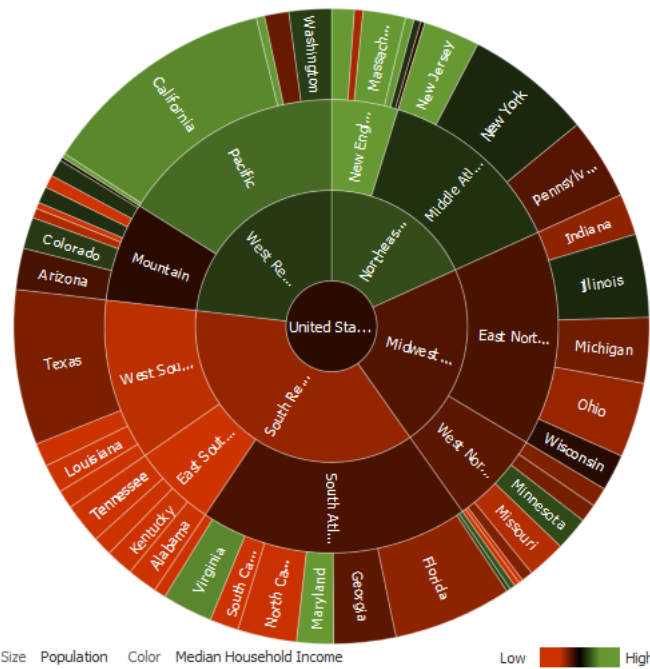 Washington
Massach...
New Jersey
New York
Pennsylv...
Indiana
Illinois
Michigan
Ohio
Wisconsin
Minnesota
Missouri
Florida
Georgia
Maryland
North Ca...
South Ca...
Virginia
Alabama
Kentucky
Tennessee
Louisiana
Texas
Arizona
Colorado
California
Pacific
New Eng...
Middle Atl...
East Nort...
West Nor...
South Atl...
East Sout...
West Sou...
Mountain
West Re...
Northeas...
Midwest ...
South Re...
United Sta...
Size Population Color Median Household Income
Low High